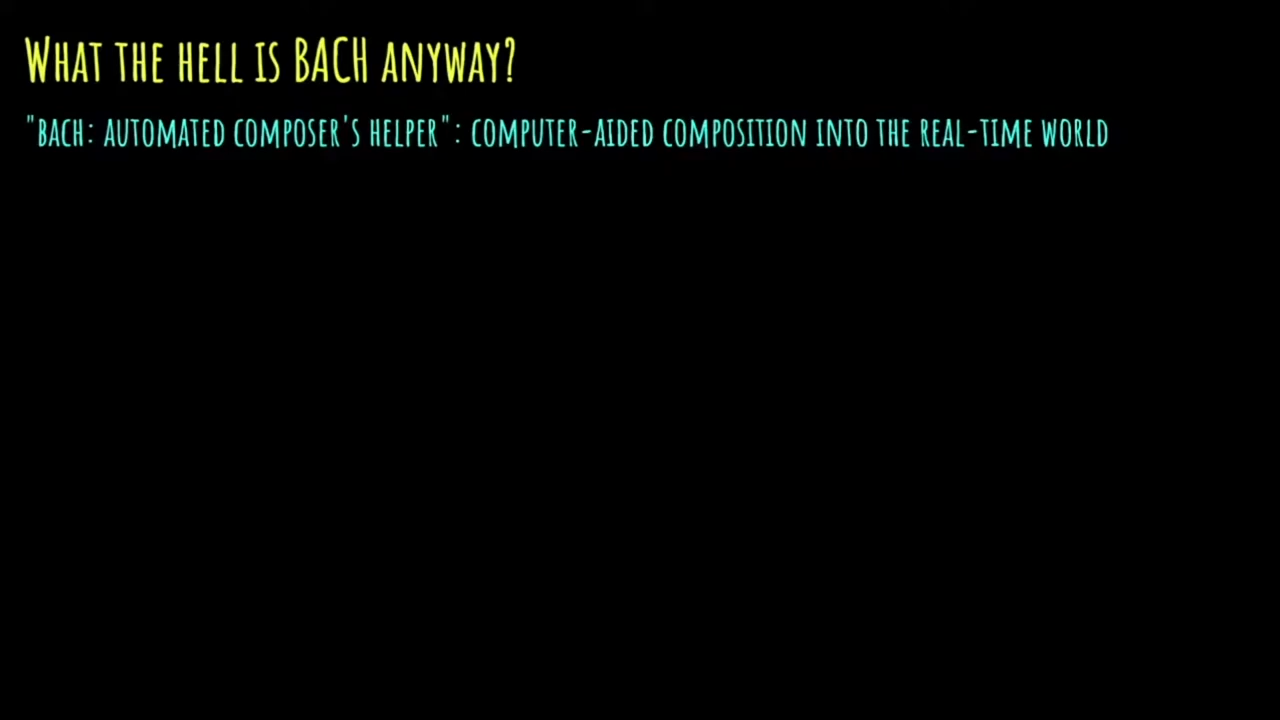 What the hell is BACH anyway?
"bach: automated composer's helper": computer-aided composition into the real-time world